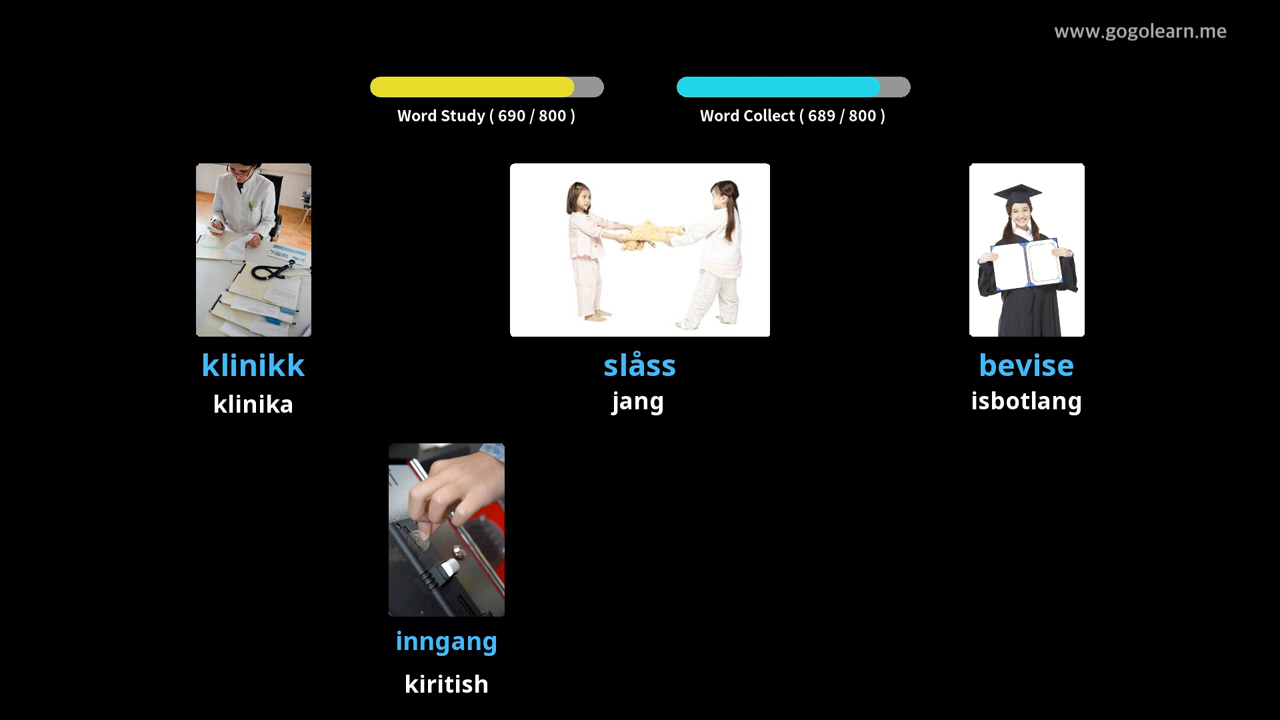 www.gogolearn.me
Word Study ( 690 / 800 )
Word Collect ( 689 / 800 )
klinikk
klinika
slåss
jang
bevise
isbotlang
inngang
kiritish